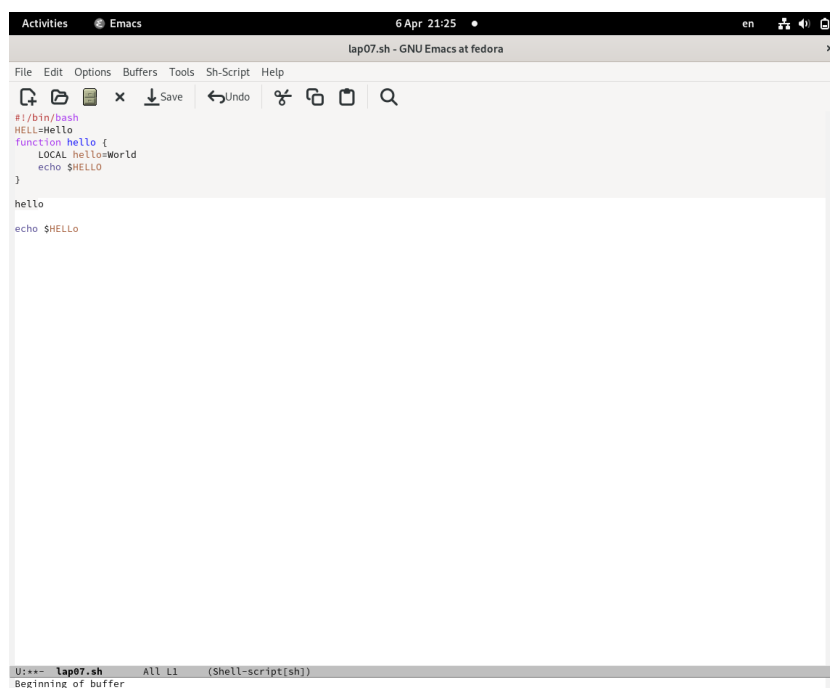 Activities Emacs 6 Apr 21:25 en
lap07.sh - GNU Emacs at fedora
File Edit Options Buffers Tools Sh-Script Help
Save Undo
#!/bin/bash
HELL=Hello
function hello {
    LOCAL hello=World
    echo $HELLO
}
hello
echo $HELLo
U:**- lap07.sh All L1 (Shell-script[sh])
Beginning of buffer